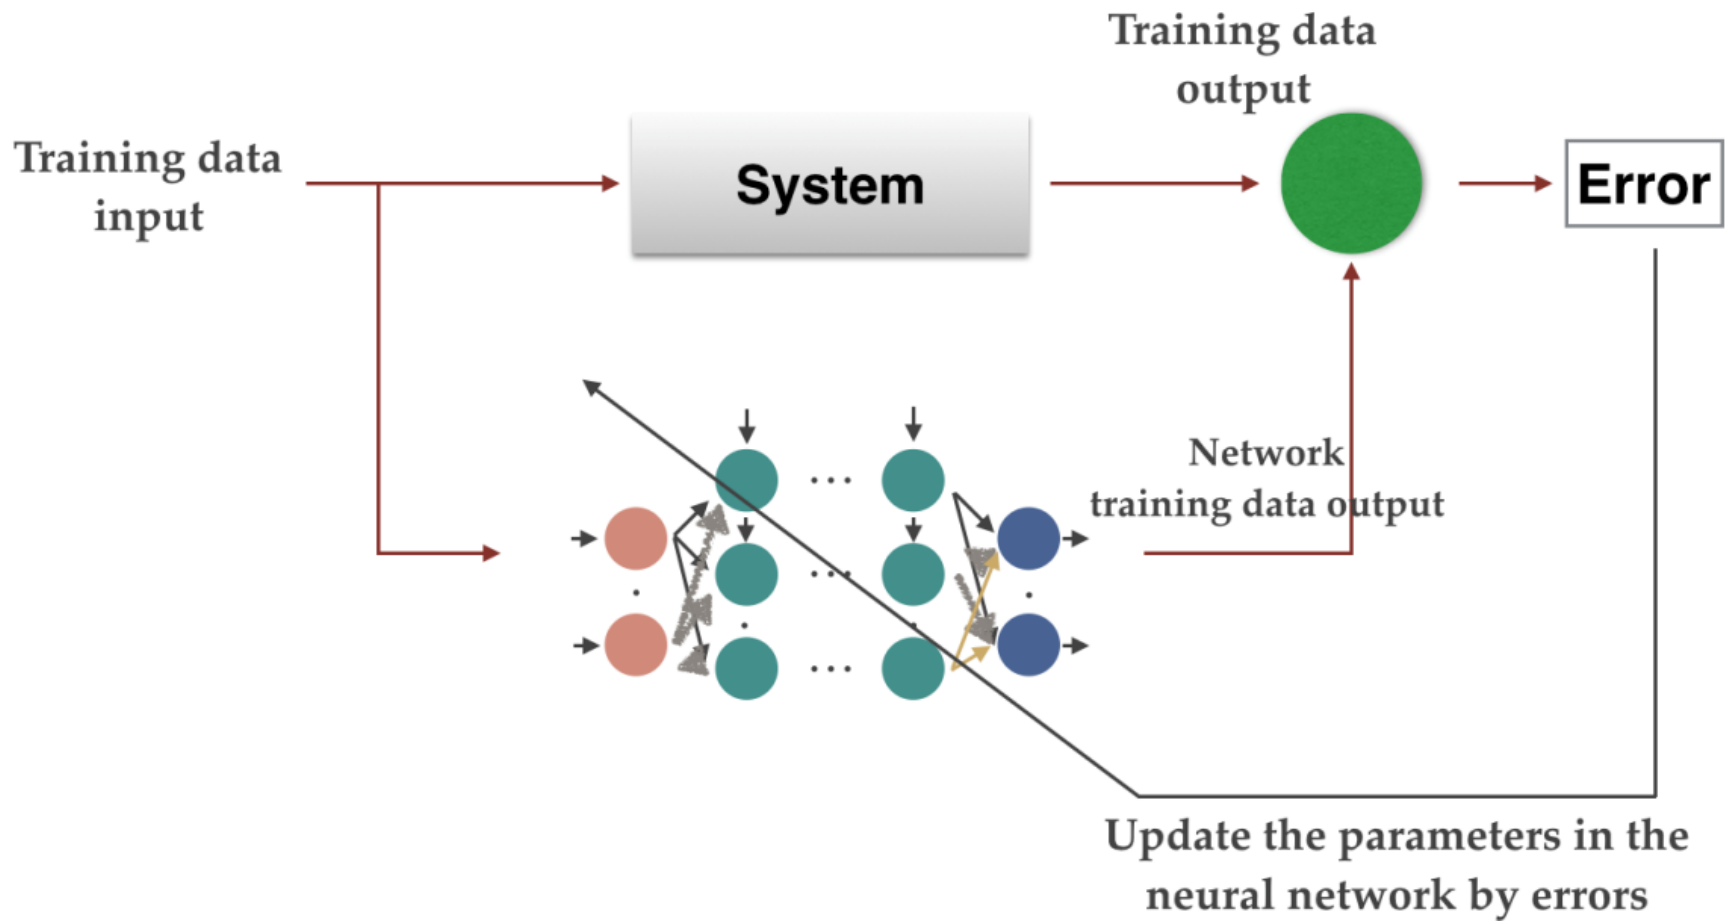 Training data
output
Training data
input
System
Error
Network
training data output
Update the parameters in the
neural network by errors